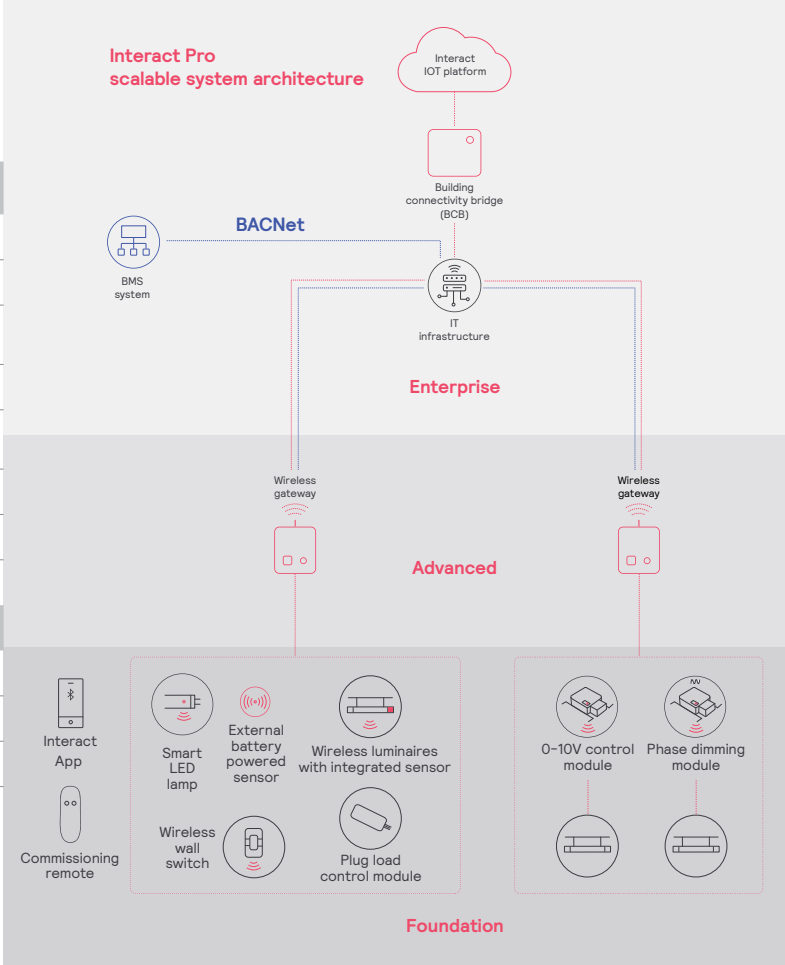 Interact Pro
scalable system architecture
Interact
IOT platform
Building
connectivity bridge
(BCB)
BACNet
BMS
system
IT
infrastructure
Enterprise
Wireless
gateway
Wireless
gateway
Advanced
Interact
App
Commissioning
remote
Smart
LED
lamp
External
battery
powered
sensor
Wireless luminaires
with integrated sensor
Wireless
wall
switch
Plug load
control module
0-10V control
module
Phase dimming
module
Foundation